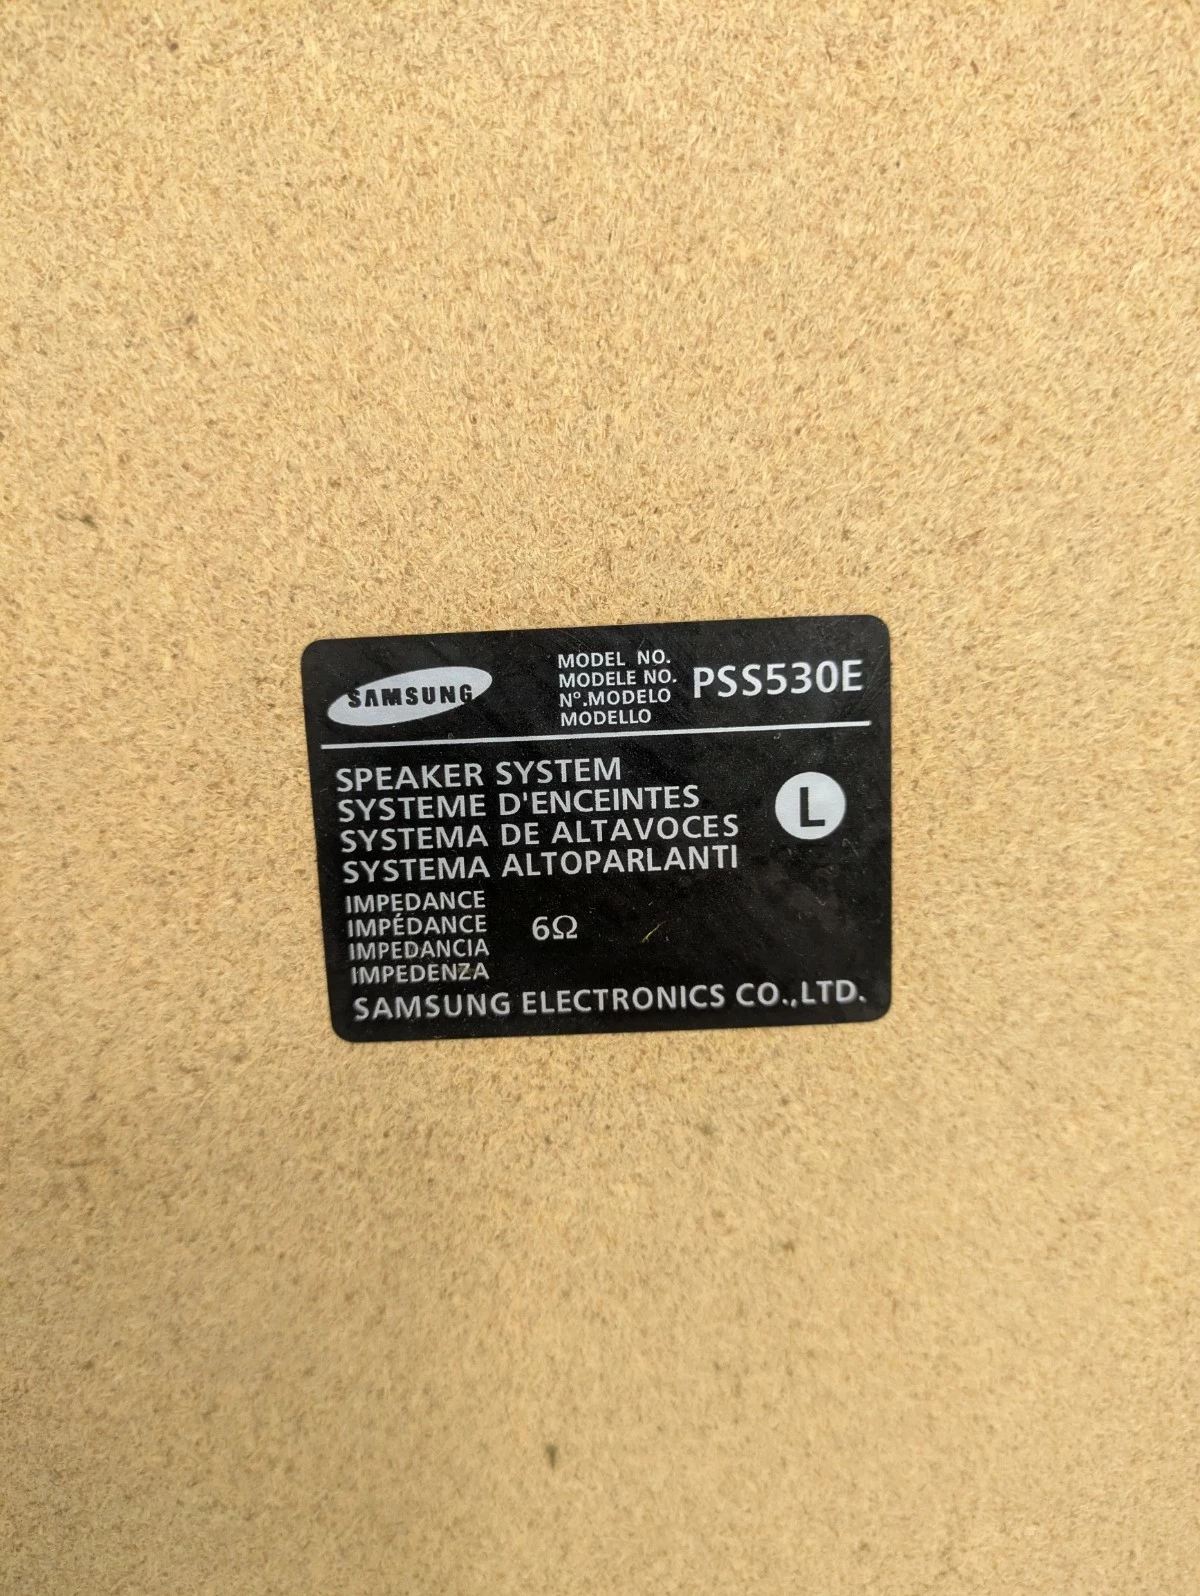 SAMSUNG
MODEL NO.
MODELE NO.
Nº.MODELO
MODELLO
PSS530E
SPEAKER SYSTEM
SYSTEME D'ENCEINTES
SYSTEMA DE ALTAVOCES
SYSTEMA ALTOPARLANTI
L
IMPEDANCE
IMPÉDANCE
IMPEDANCIA
IMPEDENZA
6Ω
SAMSUNG ELECTRONICS CO.,LTD.